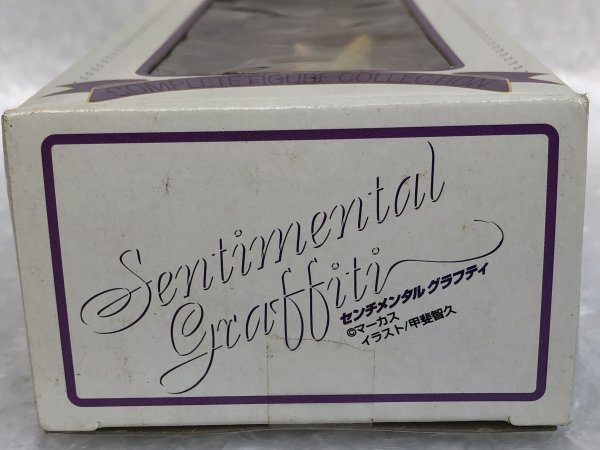 COMPLETE FIGURE COLLECTION
Sentimental
Graffiti
センチメンタル グラフティ
©マーカス
イラスト/甲斐智久